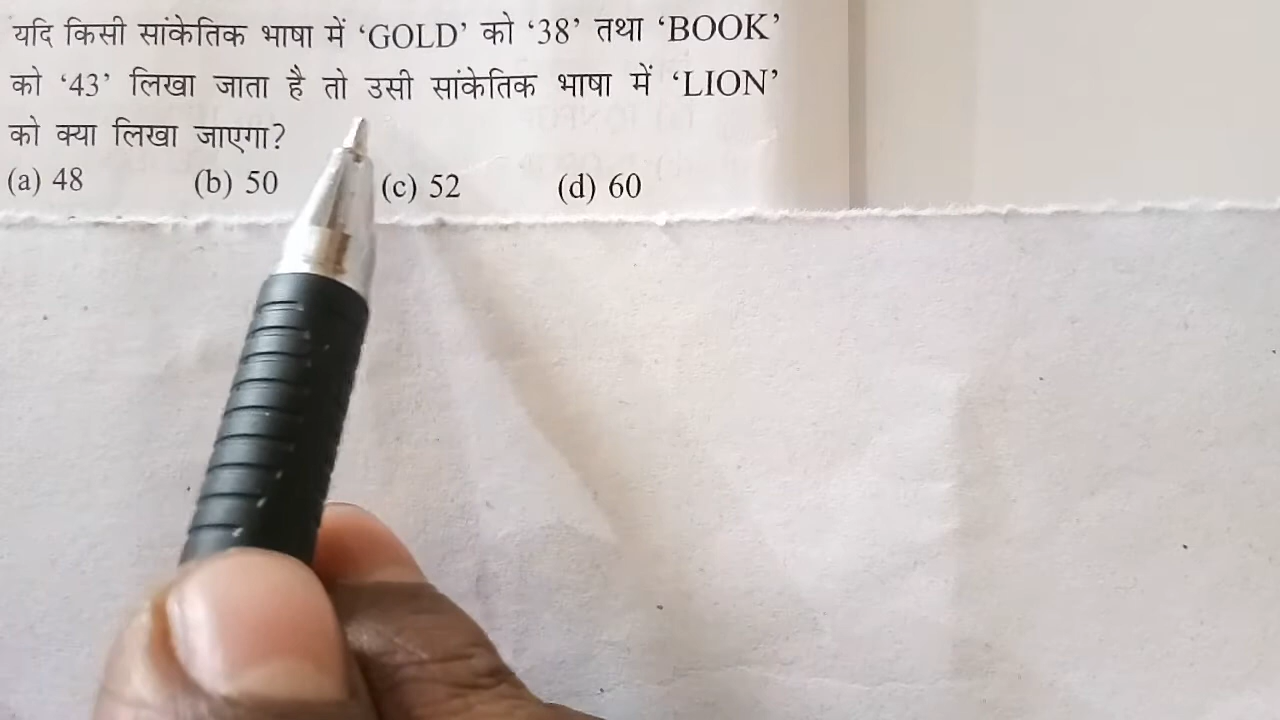 यदि किसी सांकेतिक भाषा में ‘GOLD’ को ‘38’ तथा ‘BOOK’
को ‘43’ लिखा जाता है तो उसी सांकेतिक भाषा में ‘LION’
को क्या लिखा जाएगा?
(a) 48 (b) 50 (c) 52 (d) 60